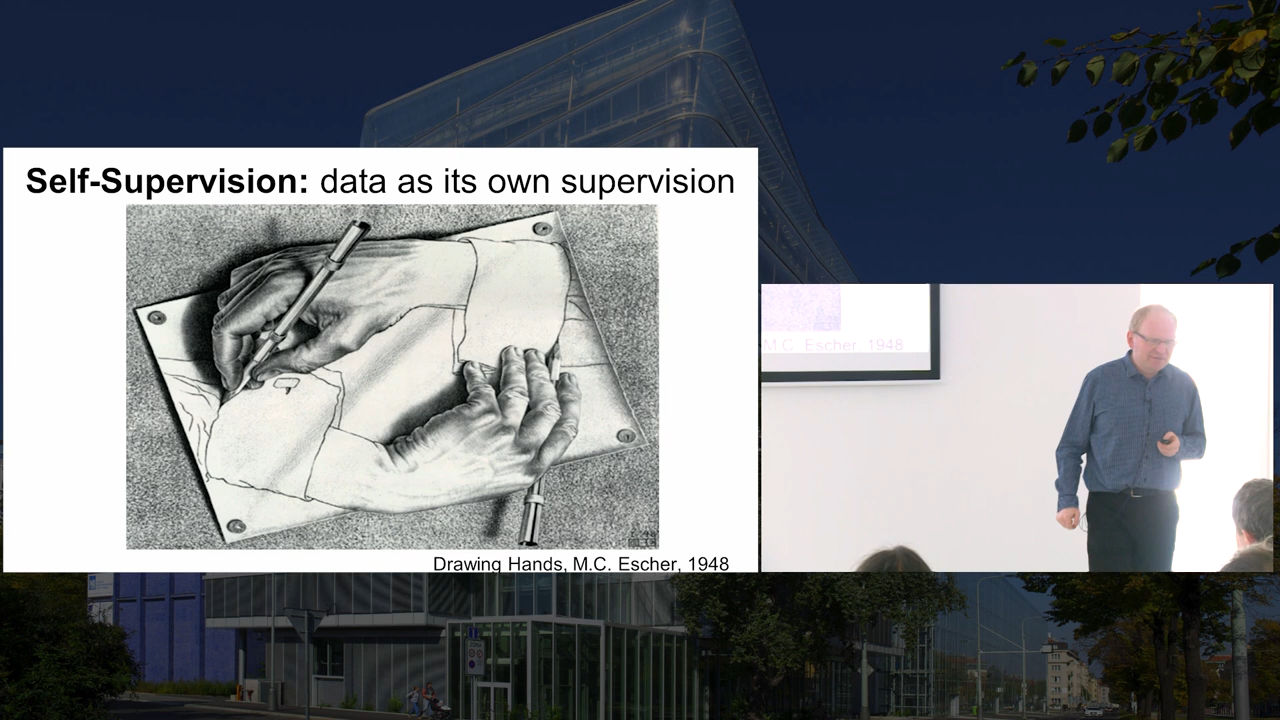 Self-Supervision: data as its own supervision
Drawing Hands, M.C. Escher, 1948
M.C. Escher, 1948